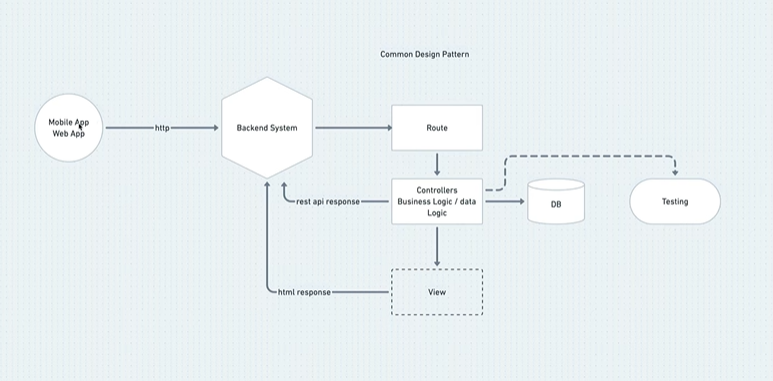 Common Design Pattern
Mobile App
Web App
http
Backend System
Route
Controllers
Business Logic / data
Logic
rest api response
DB
Testing
html response
View